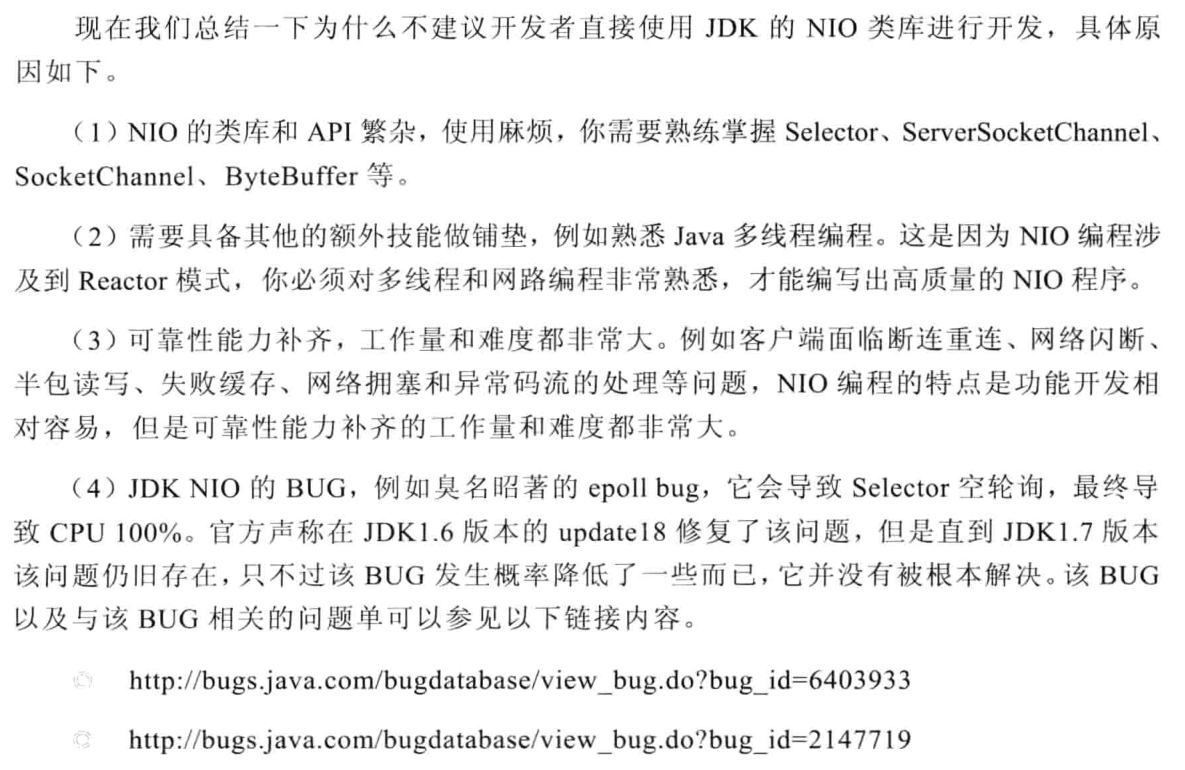 现在我们总结一下为什么不建议开发者直接使用 JDK 的 NIO 类库进行开发，具体原
因如下。
（1）NIO 的类库和 API 繁杂，使用麻烦，你需要熟练掌握 Selector、ServerSocketChannel、
SocketChannel、ByteBuffer 等。
（2）需要具备其他的额外技能做铺垫，例如熟悉 Java 多线程编程。这是因为 NIO 编程涉
及到 Reactor 模式，你必须对多线程和网路编程非常熟悉，才能编写出高质量的 NIO 程序。
（3）可靠性能力补齐，工作量和难度都非常大。例如客户端面临断连重连、网络闪断、
半包读写、失败缓存、网络拥塞和异常码流的处理等问题，NIO 编程的特点是功能开发相
对容易，但是可靠性能力补齐的工作量和难度都非常大。
（4）JDK NIO 的 BUG，例如臭名昭著的 epoll bug，它会导致 Selector 空轮询，最终导
致 CPU 100%。官方声称在 JDK1.6 版本的 update18 修复了该问题，但是直到 JDK1.7 版本
该问题仍旧存在，只不过该 BUG 发生概率降低了一些而已，它并没有被根本解决。该 BUG
以及与该 BUG 相关的问题单可以参见以下链接内容。
http://bugs.java.com/bugdatabase/view_bug.do?bug_id=6403933
http://bugs.java.com/bugdatabase/view_bug.do?bug_id=2147719